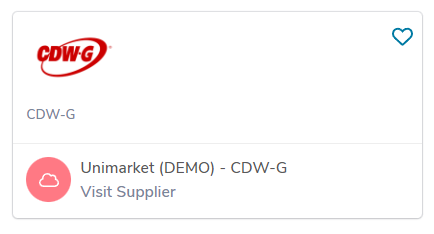 CDW·G
CDW-G
Unimarket (DEMO) - CDW-G
Visit Supplier